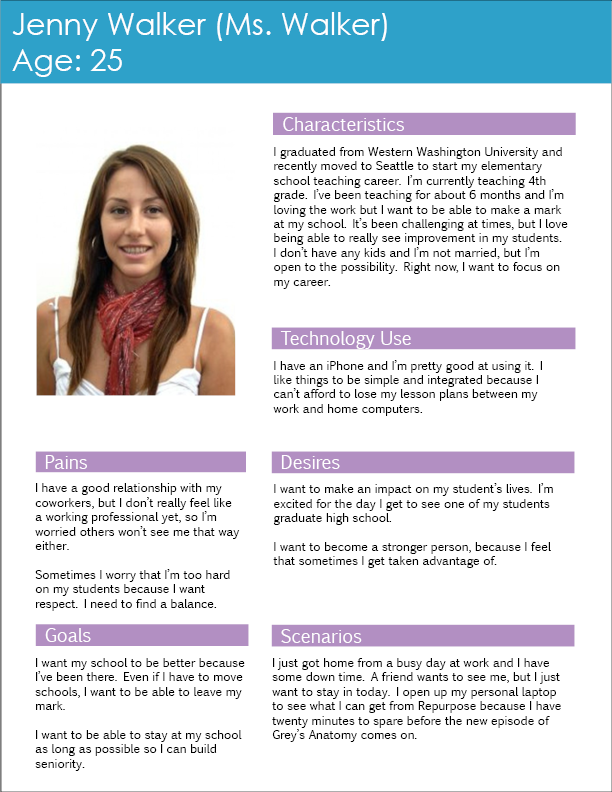 Jenny Walker (Ms. Walker)
Age: 25
Characteristics
I graduated from Western Washington University and
recently moved to Seattle to start my elementary
school teaching career. I'm currently teaching 4th
grade. I've been teaching for about 6 months and I'm
loving the work but I want to be able to make a mark
at my school. It's been challenging at times, but I love
being able to really see improvement in my students.
I don't have any kids and I'm not married, but I'm
open to the possibility. Right now, I want to focus on
my career.
Technology Use
I have an iPhone and I'm pretty good at using it. I
like things to be simple and integrated because I
can't afford to lose my lesson plans between my
work and home computers.
Pains
I have a good relationship with my
coworkers, but I don't really feel like
a working professional yet, so I'm
worried others won't see me that way
either.
Sometimes I worry that I'm too hard
on my students because I want
respect. I need to find a balance.
Desires
I want to make an impact on my student's lives. I'm
excited for the day I get to see one of my students
graduate high school.
I want to become a stronger person, because I feel
that sometimes I get taken advantage of.
Goals
I want my school to be better because
I've been there. Even if I have to move
schools, I want to be able to leave my
mark.
I want to be able to stay at my school
as long as possible so I can build
seniority.
Scenarios
I just got home from a busy day at work and I have
some down time. A friend wants to see me, but I just
want to stay in today. I open up my personal laptop
to see what I can get from Repurpose because I have
twenty minutes to spare before the new episode of
Grey's Anatomy comes on.